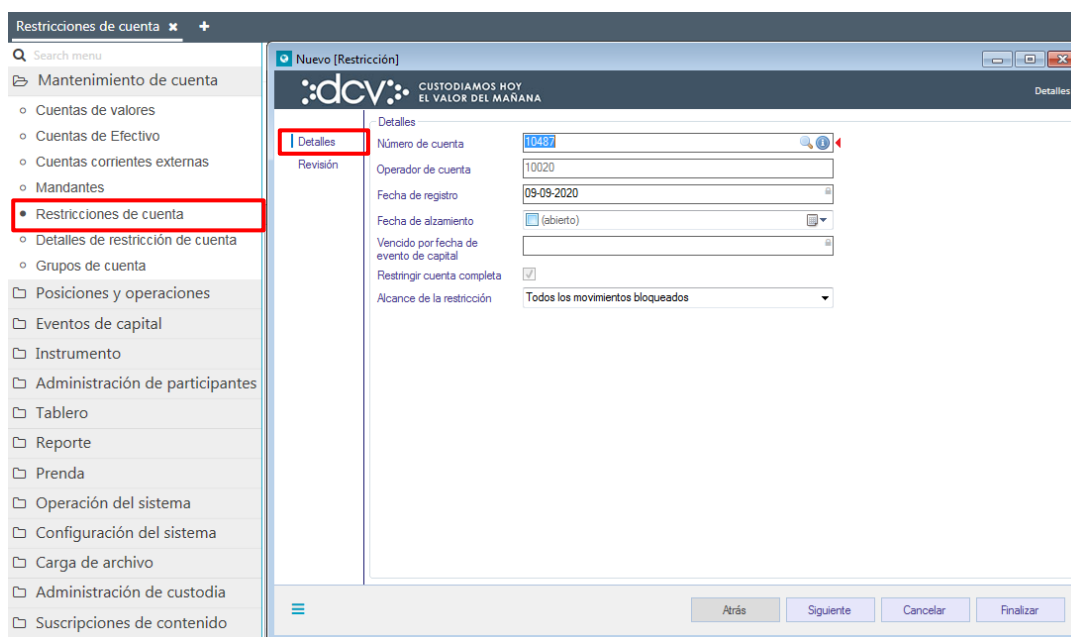 Restricciones de cuenta ✖ +
Search menu
Mantenimiento de cuenta
Cuentas de valores
Cuentas de Efectivo
Cuentas corrientes externas
Mandantes
Restricciones de cuenta
Detalles de restricción de cuenta
Grupos de cuenta
Posiciones y operaciones
Eventos de capital
Instrumento
Administración de participantes
Tablero
Reporte
Prenda
Operación del sistema
Configuración del sistema
Carga de archivo
Administración de custodia
Suscripciones de contenido
Nuevo [Restricción]
dcv CUSTODIAMOS HOY
EL VALOR DEL MAÑANA
Detalles
Detalles
Revisión
Detalles
Número de cuenta 10487
Operador de cuenta 10020
Fecha de registro 09-09-2020
Fecha de alzamiento (abierto)
Vencido por fecha de
evento de capital
Restringir cuenta completa
Alcance de la restricción Todos los movimientos bloqueados
Atrás Siguiente Cancelar Finalizar